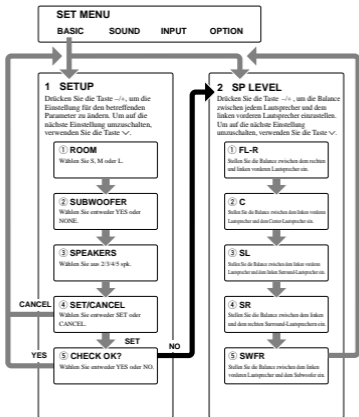 SET MENU
BASIC SOUND INPUT OPTION
1 SETUP
Drücken Sie die Taste –/+, um die
Einstellung für den betreffenden
Parameter zu ändern. Um auf die
nächste Einstellung umzuschalten,
verwenden Sie die Taste ﹀.
① ROOM
Wählen Sie S, M oder L.
② SUBWOOFER
Wählen Sie entweder YES oder
NONE.
③ SPEAKERS
Wählen Sie aus 2/3/4/5 spk.
CANCEL
④ SET/CANCEL
Wählen Sie entweder SET oder
CANCEL.
SET
NO
YES
⑤ CHECK OK?
Wählen Sie entweder YES oder NO.
2 SP LEVEL
Drücken Sie die Taste –/+, um die Balance
zwischen jedem Lautsprecher und dem
linken vorderen Lautsprecher einzustellen.
Um auf die nächste Einstellung
umzuschalten, verwenden Sie die Taste ﹀.
① FL-R
Stellen Sie die Balance zwischen dem rechten
und linken vorderen Lautsprecher ein.
② C
Stellen Sie die Balance zwischen dem linken vorderen
Lautsprecher und dem Center-Lautsprecher ein.
③ SL
Stellen Sie die Balance zwischen dem linken vorderen
Lautsprecher und dem linken Surround-Lautsprecher ein.
④ SR
Stellen Sie die Balance zwischen dem linken
und dem rechten Surround-Lautsprechern ein.
⑤ SWFR
Stellen Sie die Balance zwischen dem linken
vorderen Lautsprecher und dem Subwoofer ein.